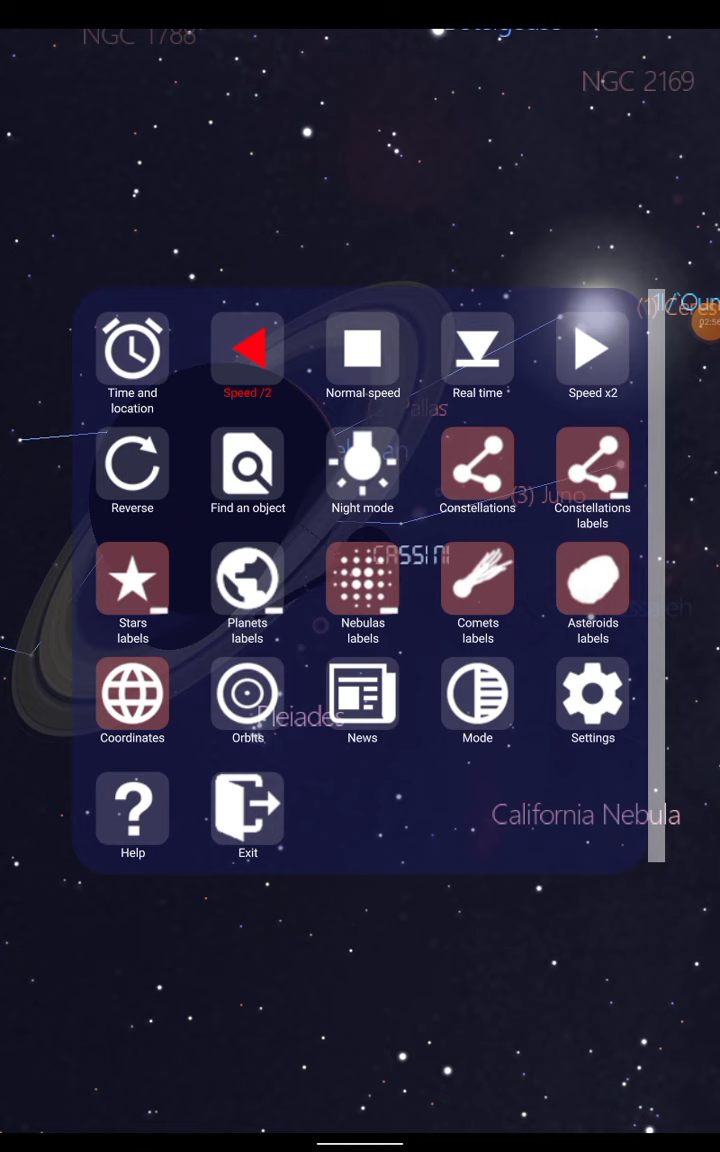 NGC 1788
NGC 2169
(1) Ceres
02:56
Time and
location
Speed /2
Normal speed
Real time
Speed x2
Reverse
Find an object
Night mode
(3) Juno
Constellations
Constellations
labels
CASSINI
Stars
labels
Planets
labels
Nebulas
labels
Comets
labels
Asteroids
labels
Pleiades
Coordinates
Orbits
News
Mode
Settings
California Nebula
Help
Exit